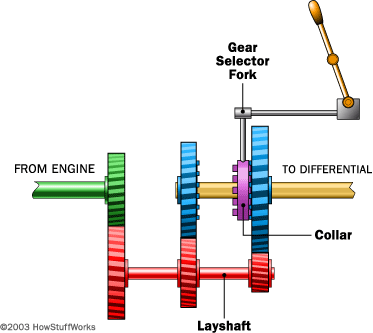 Gear
Selector
Fork
FROM ENGINE
TO DIFFERENTIAL
Collar
Layshaft
©2003 HowStuffWorks